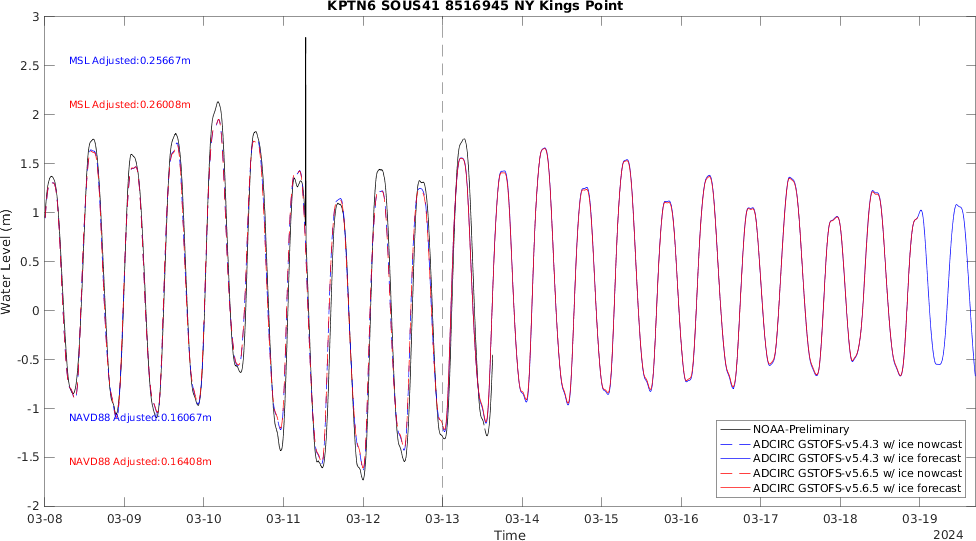 KPTN6 SOUS41 8516945 NY Kings Point
3
2.5
2
1.5
1
0.5
0
-0.5
-1
-1.5
-2
Water Level (m)
MSL Adjusted:0.25667m
MSL Adjusted:0.26008m
NAVD88 Adjusted:0.16067m
NAVD88 Adjusted:0.16408m
NOAA-Preliminary
ADCIRC GSTOFS-v5.4.3 w/ ice nowcast
ADCIRC GSTOFS-v5.4.3 w/ ice forecast
ADCIRC GSTOFS-v5.6.5 w/ ice nowcast
ADCIRC GSTOFS-v5.6.5 w/ ice forecast
03-08 03-09 03-10 03-11 03-12 03-13 03-14 03-15 03-16 03-17 03-18 03-19
Time
2024